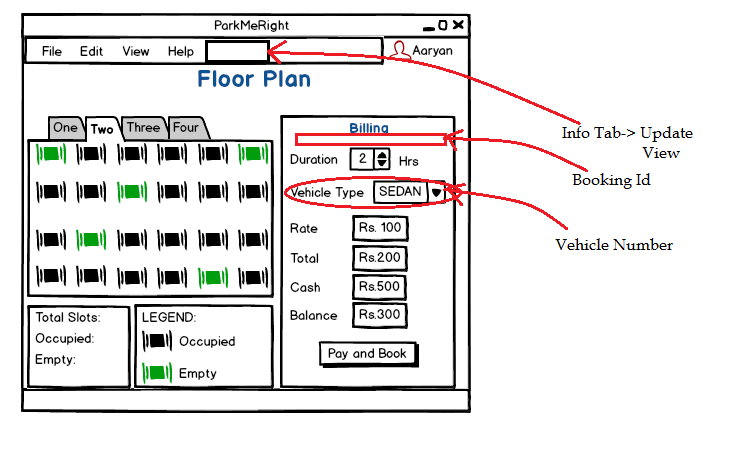 ParkMeRight
File Edit View Help Aaryan
Floor Plan
One Two Three Four
Billing
Duration 2 Hrs
Vehicle Type SEDAN
Rate Rs. 100
Total Rs.200
Cash Rs.500
Balance Rs.300
Pay and Book
Total Slots:
Occupied:
Empty:
LEGEND:
Occupied
Empty
Info Tab-> Update
View
Booking Id
Vehicle Number